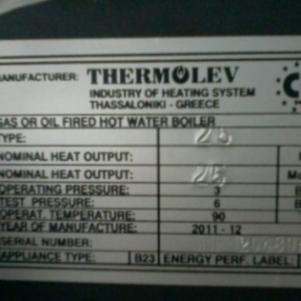 MANUFACTURER: THERMOLEV
INDUSTRY OF HEATING SYSTEM
THASSALONIKI - GREECE
GAS OR OIL FIRED HOT WATER BOILER
TYPE: 25
NOMINAL HEAT OUTPUT:
NOMINAL HEAT OUTPUT: 25
OPERATING PRESSURE: 3
TEST PRESSURE: 6
OPERAT. TEMPERATURE: 90
YEAR OF MANUFACTURE: 2011 - 12
SERIAL NUMBER:
APPLIANCE TYPE: B23 ENERGY PERF. LABEL: